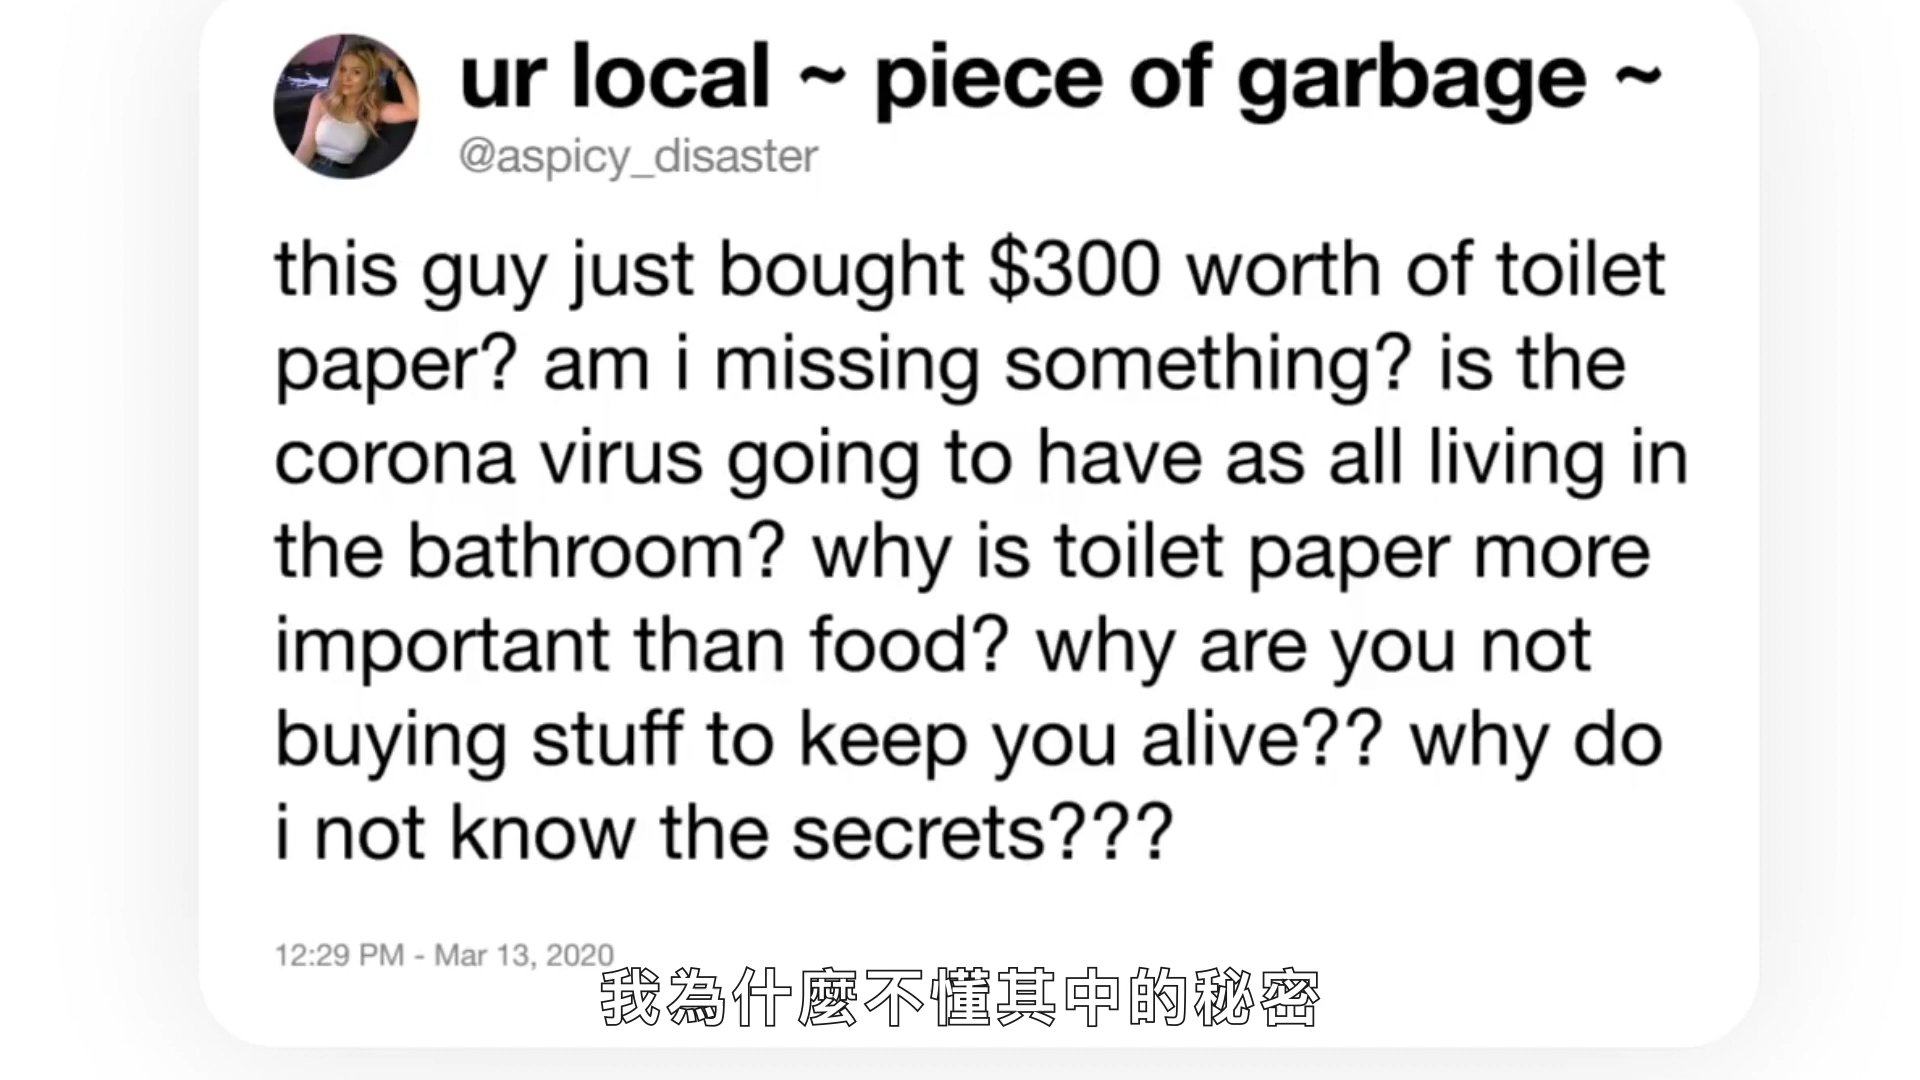 ur local ~ piece of garbage ~
@aspicy_disaster
this guy just bought $300 worth of toilet
paper? am i missing something? is the
corona virus going to have as all living in
the bathroom? why is toilet paper more
important than food? why are you not
buying stuff to keep you alive?? why do
i not know the secrets???
12:29 PM - Mar 13, 2020
我為什麼不懂其中的秘密